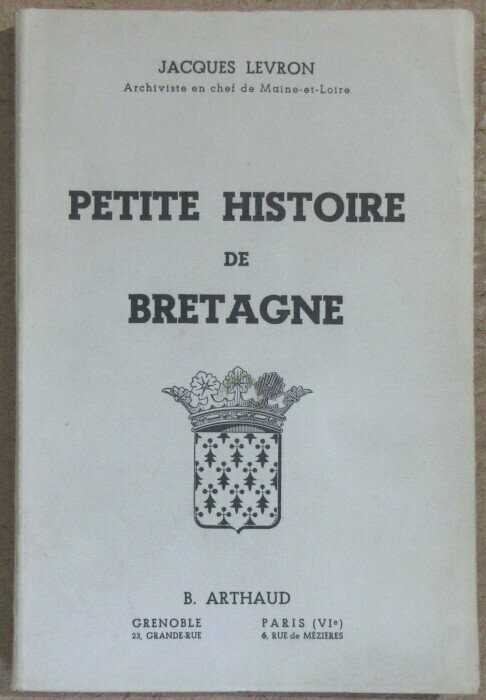 JACQUES LEVRON
Archiviste en chef de Maine-et-Loire
PETITE HISTOIRE
DE
BRETAGNE
B. ARTHAUD
GRENOBLE
23, GRANDE-RUE
PARIS (VIe)
6, RUE DE MÉZIÈRES